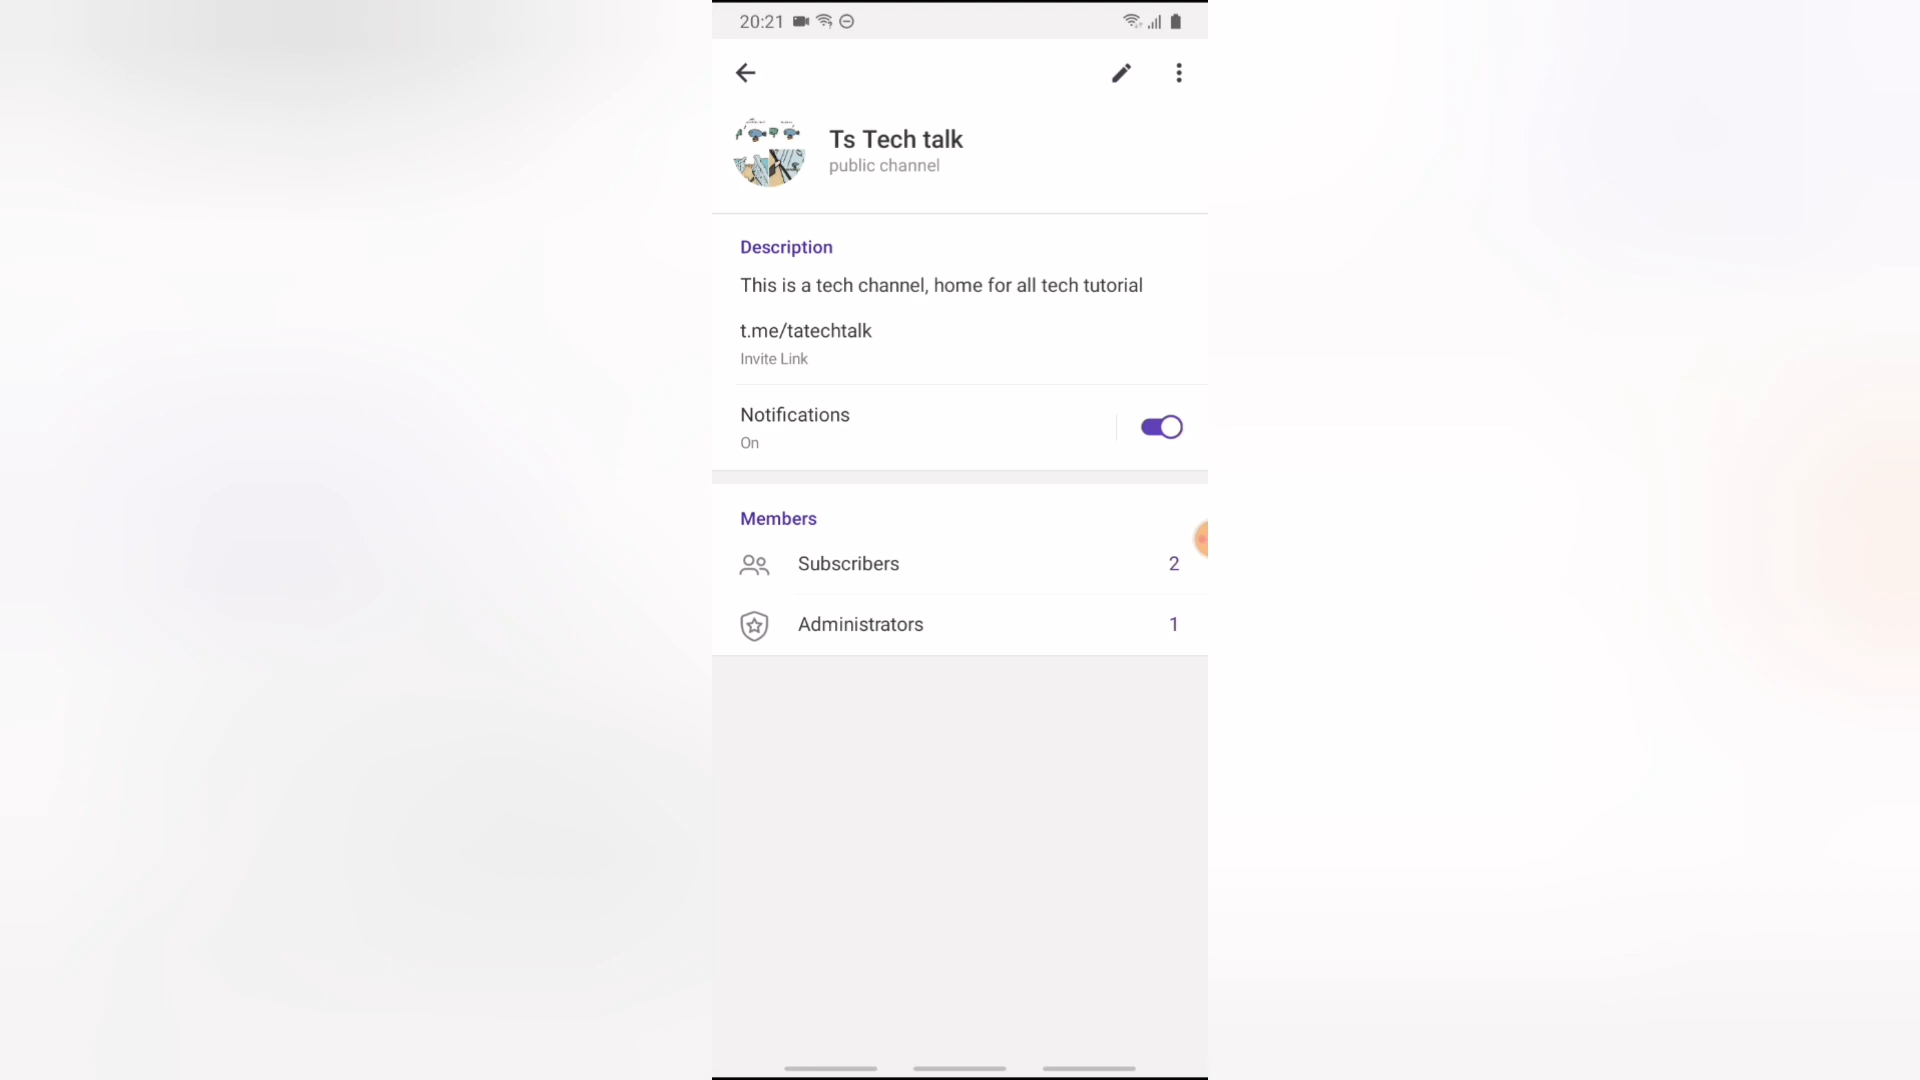 20:21
Ts Tech talk
public channel
Description
This is a tech channel, home for all tech tutorial
t.me/tatechtalk
Invite Link
Notifications
On
Members
Subscribers 2
Administrators 1